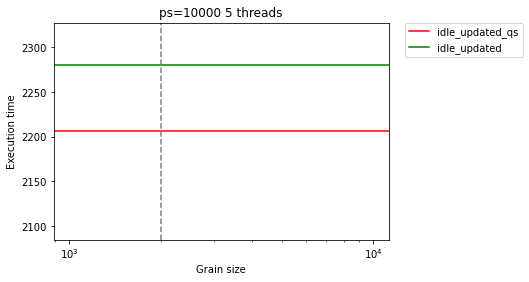 ps=10000 5 threads
idle_updated_qs
idle_updated
Execution time
2300
2250
2200
2150
2100
10³
10⁴
Grain size